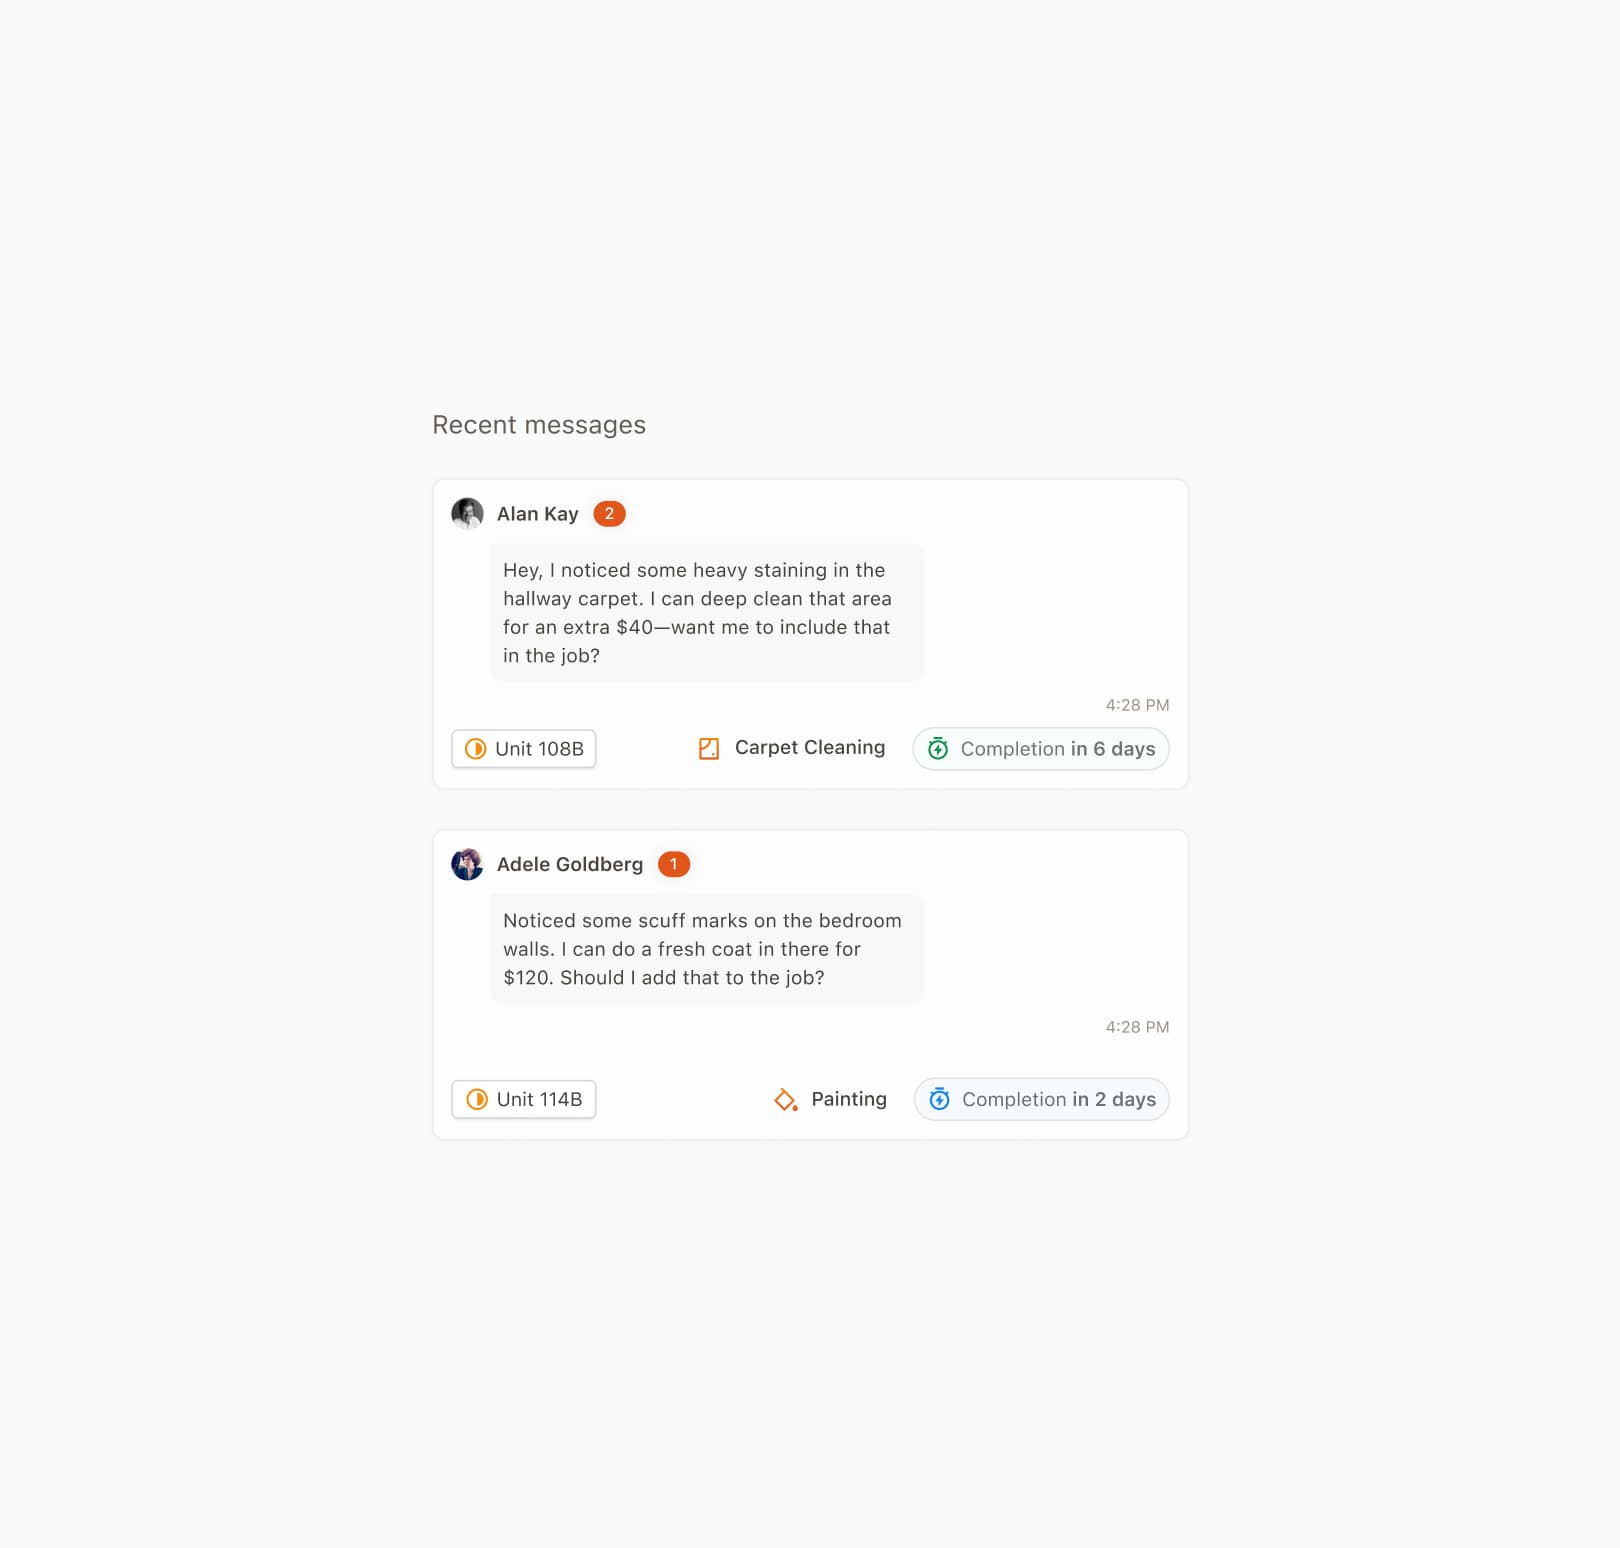 Recent messages
Alan Kay 2
Hey, I noticed some heavy staining in the
hallway carpet. I can deep clean that area
for an extra $40—want me to include that
in the job?
4:28 PM
Unit 108B Carpet Cleaning Completion in 6 days
Adele Goldberg 1
Noticed some scuff marks on the bedroom
walls. I can do a fresh coat in there for
$120. Should I add that to the job?
4:28 PM
Unit 114B Painting Completion in 2 days